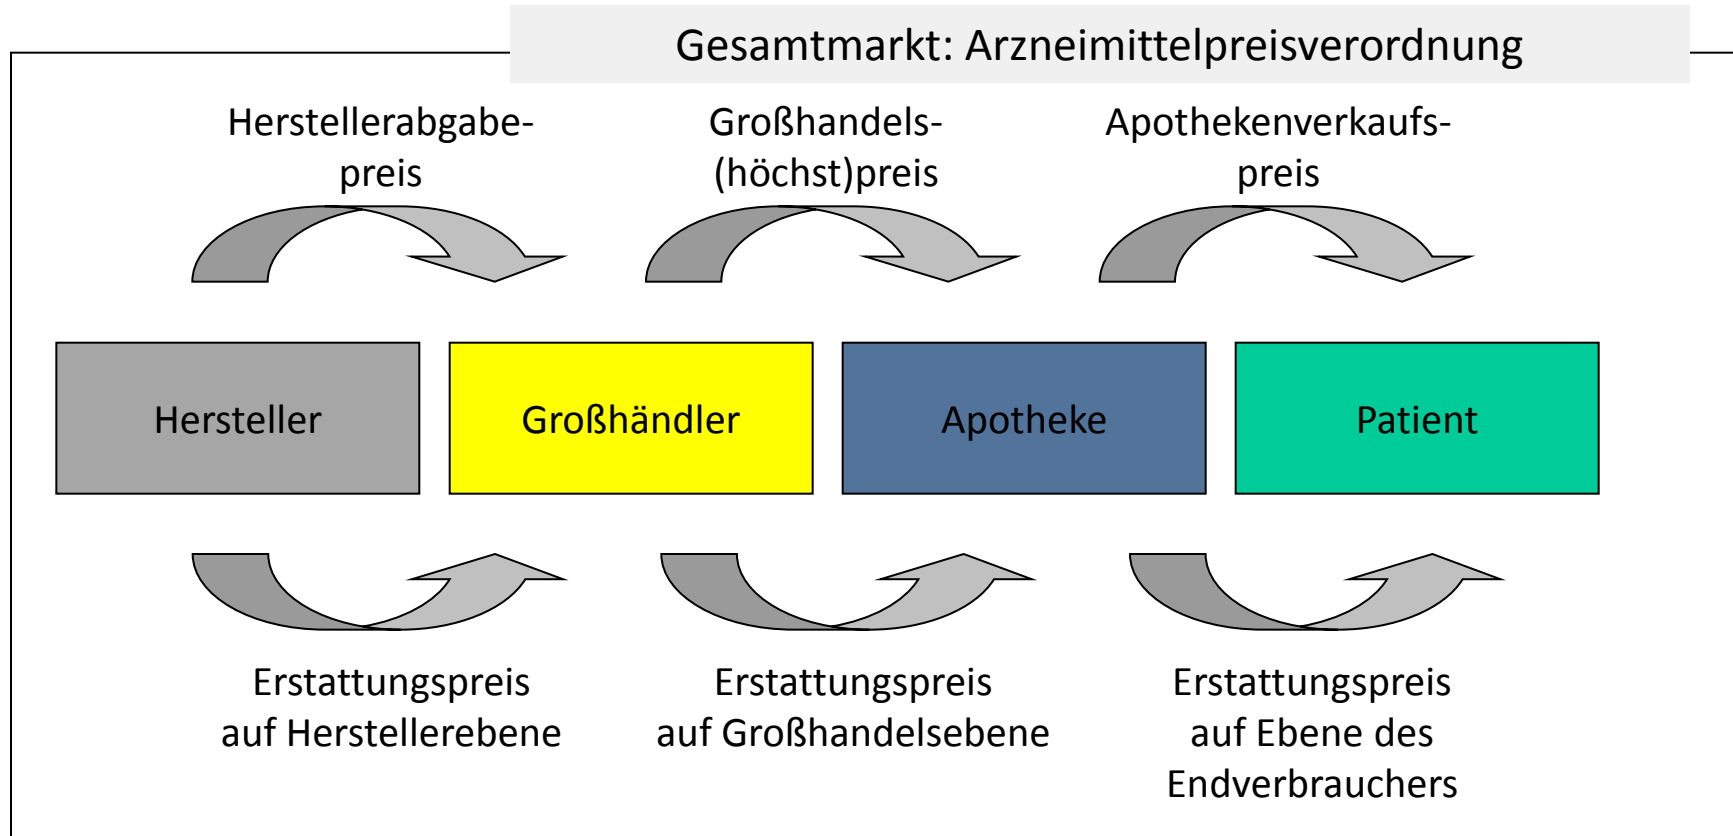 Gesamtmarkt: Arzneimittelpreisverordnung
Herstellerabgabe-
preis
Großhandels-
(höchst)preis
Apothekenverkaufs-
preis
Hersteller
Großhändler
Apotheke
Patient
Erstattungspreis
auf Herstellerebene
Erstattungspreis
auf Großhandelsebene
Erstattungspreis
auf Ebene des
Endverbrauchers